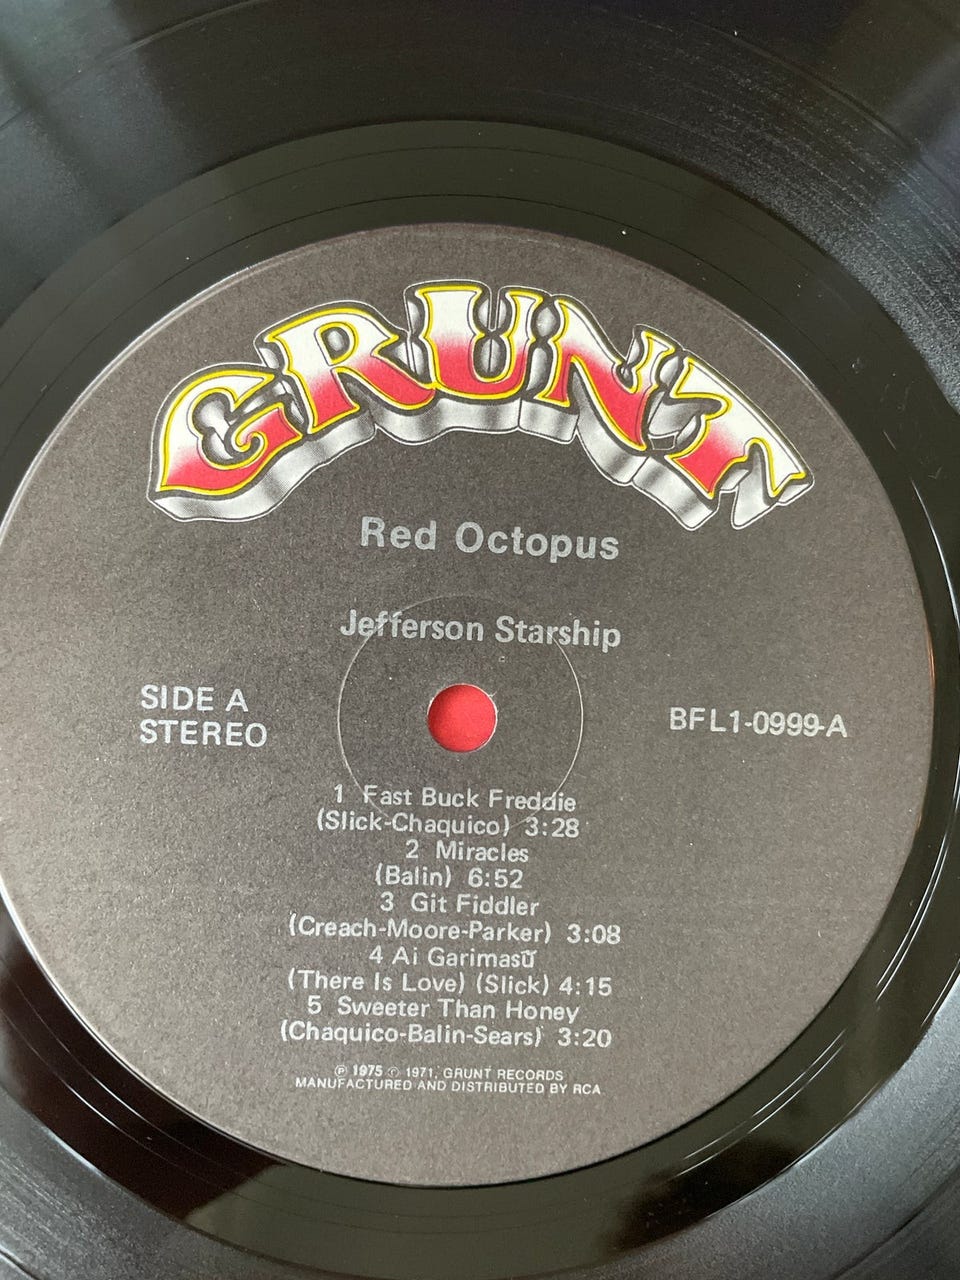 GRUNT
Red Octopus
Jefferson Starship
SIDE A
STEREO
BFL1-0999-A
1 Fast Buck Freddie
(Slick-Chaquico) 3:28
2 Miracles
(Balin) 6:52
3 Git Fiddler
(Creach-Moore-Parker) 3:08
4 Ai Garimasũ
(There Is Love) (Slick) 4:15
5 Sweeter Than Honey
(Chaquico-Balin-Sears) 3:20
℗ 1975 © 1971, GRUNT RECORDS
MANUFACTURED AND DISTRIBUTED BY RCA